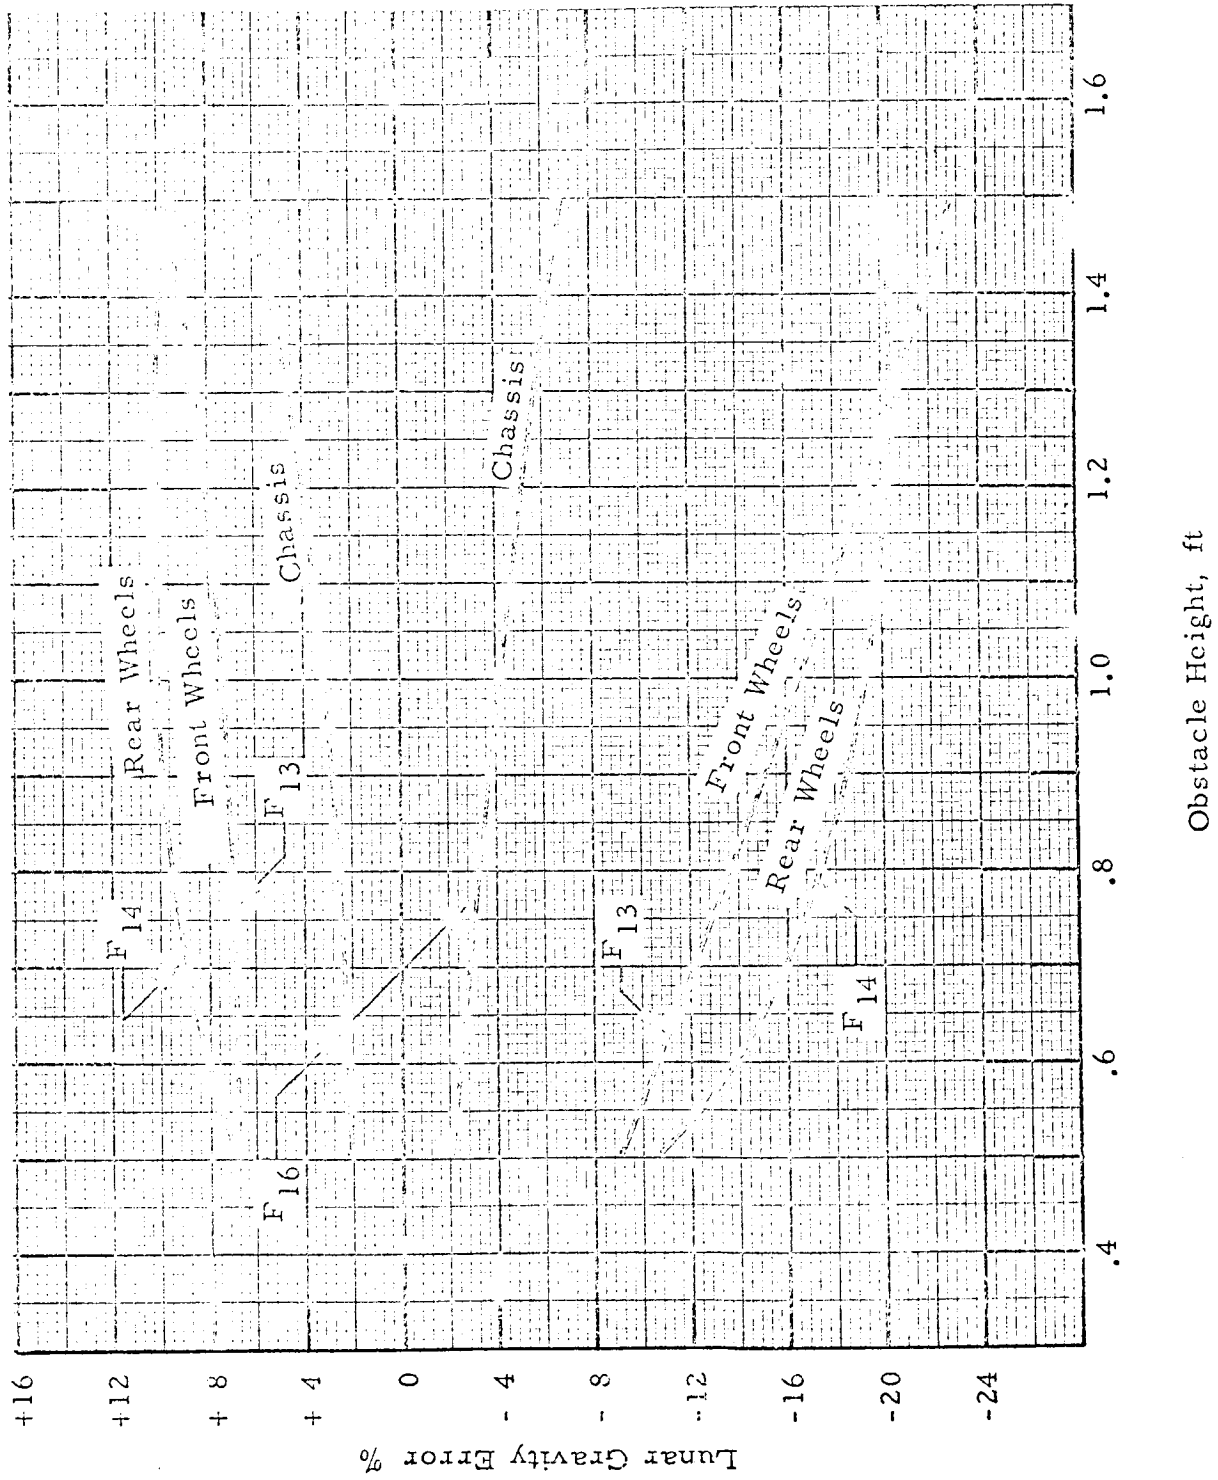 Lunar Gravity Error %
+16
+12
+ 8
+ 4
0
- 4
- 8
-12
-16
-20
-24
Rear Wheels
Front Wheels
Chassis
F14
F13
F16
Chassis
Front Wheels
Rear Wheels
F13
F14
.4
.6
.8
1.0
1.2
1.4
1.6
Obstacle Height, ft